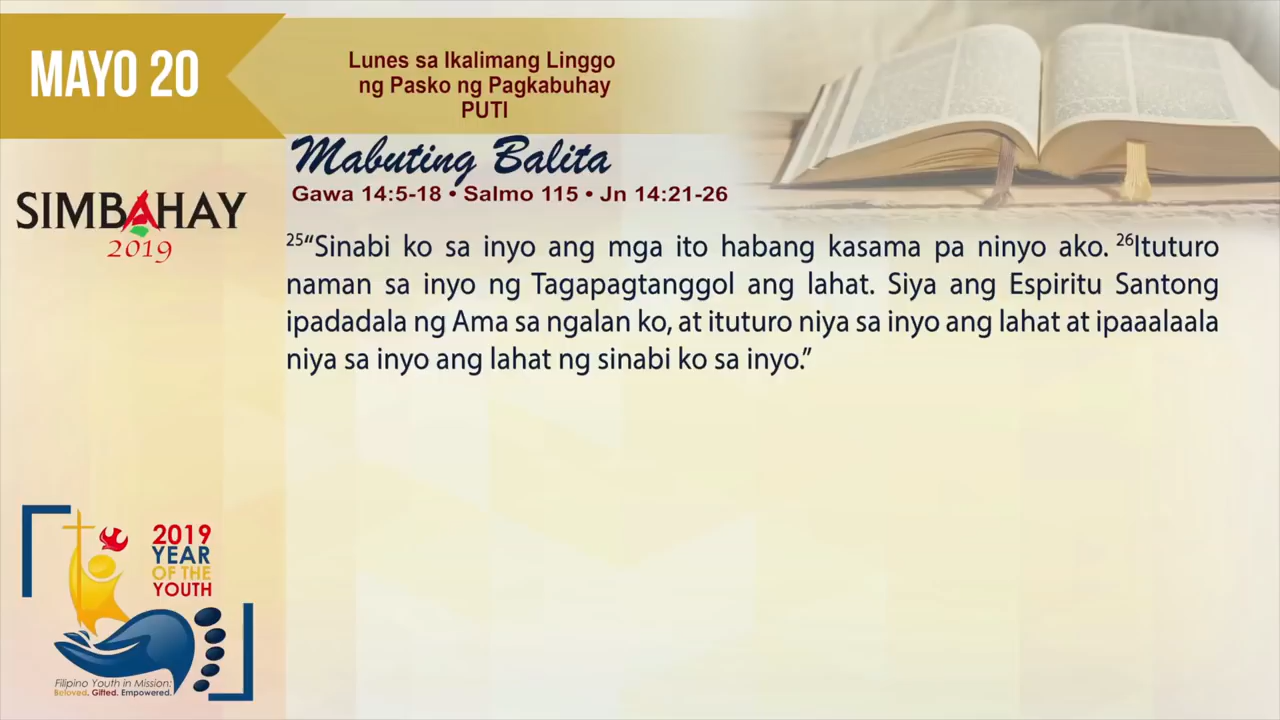 MAYO 20
Lunes sa Ikalimang Linggo
ng Pasko ng Pagkabuhay
PUTI
Mabuting Balita
Gawa 14:5-18 • Salmo 115 • Jn 14:21-26
SIMBAHAY
2019
25“Sinabi ko sa inyo ang mga ito habang kasama pa ninyo ako. 26Ituturo
naman sa inyo ng Tagapagtanggol ang lahat. Siya ang Espiritu Santong
ipadadala ng Ama sa ngalan ko, at ituturo niya sa inyo ang lahat at ipaaalaala
niya sa inyo ang lahat ng sinabi ko sa inyo.”
2019
YEAR
OF THE
YOUTH
Filipino Youth in Mission:
Beloved. Gifted. Empowered.